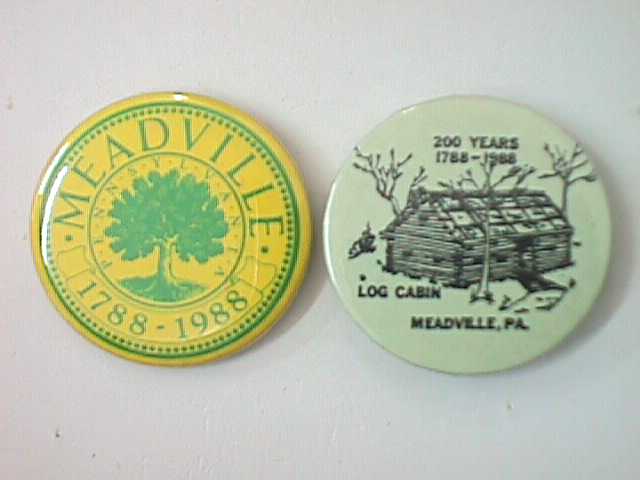 MEADVILLE
PENNSYLVANIA
1788-1988
200 YEARS
1788-1988
LOG CABIN
MEADVILLE, PA.